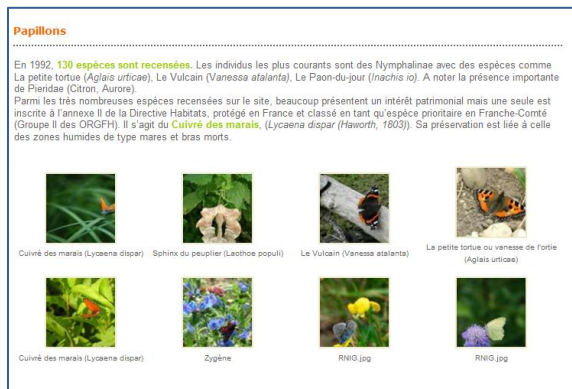 Papillons
En 1992, 130 espèces sont recensées. Les individus les plus courants sont des Nymphalinae avec des espèces comme
La petite tortue (Aglais urticae), Le Vulcain (Vanessa atalanta), Le Paon-du-jour (Inachis io). A noter la présence importante
de Pieridae (Citron, Aurore).
Parmi les très nombreuses espèces recensées sur le site, beaucoup présentent un intérêt patrimonial mais une seule est
inscrite à l'annexe II de la Directive Habitats, protégé en France et classé en tant qu'espèce prioritaire en Franche-Comté
(Groupe II des ORGFH). Il s'agit du Cuivré des marais, (Lycaena dispar (Haworth, 1803)). Sa préservation est liée à celle
des zones humides de type mares et bras morts.
Cuivré des marais (Lycaena dispar)
Sphinx du peuplier (Laothoe populi)
Le Vulcain (Vanessa atalanta)
La petite tortue ou vanesse de l'ortie
(Aglais urticae)
Cuivré des marais (Lycaena dispar)
Zygène
RNIG.jpg
RNIG.jpg